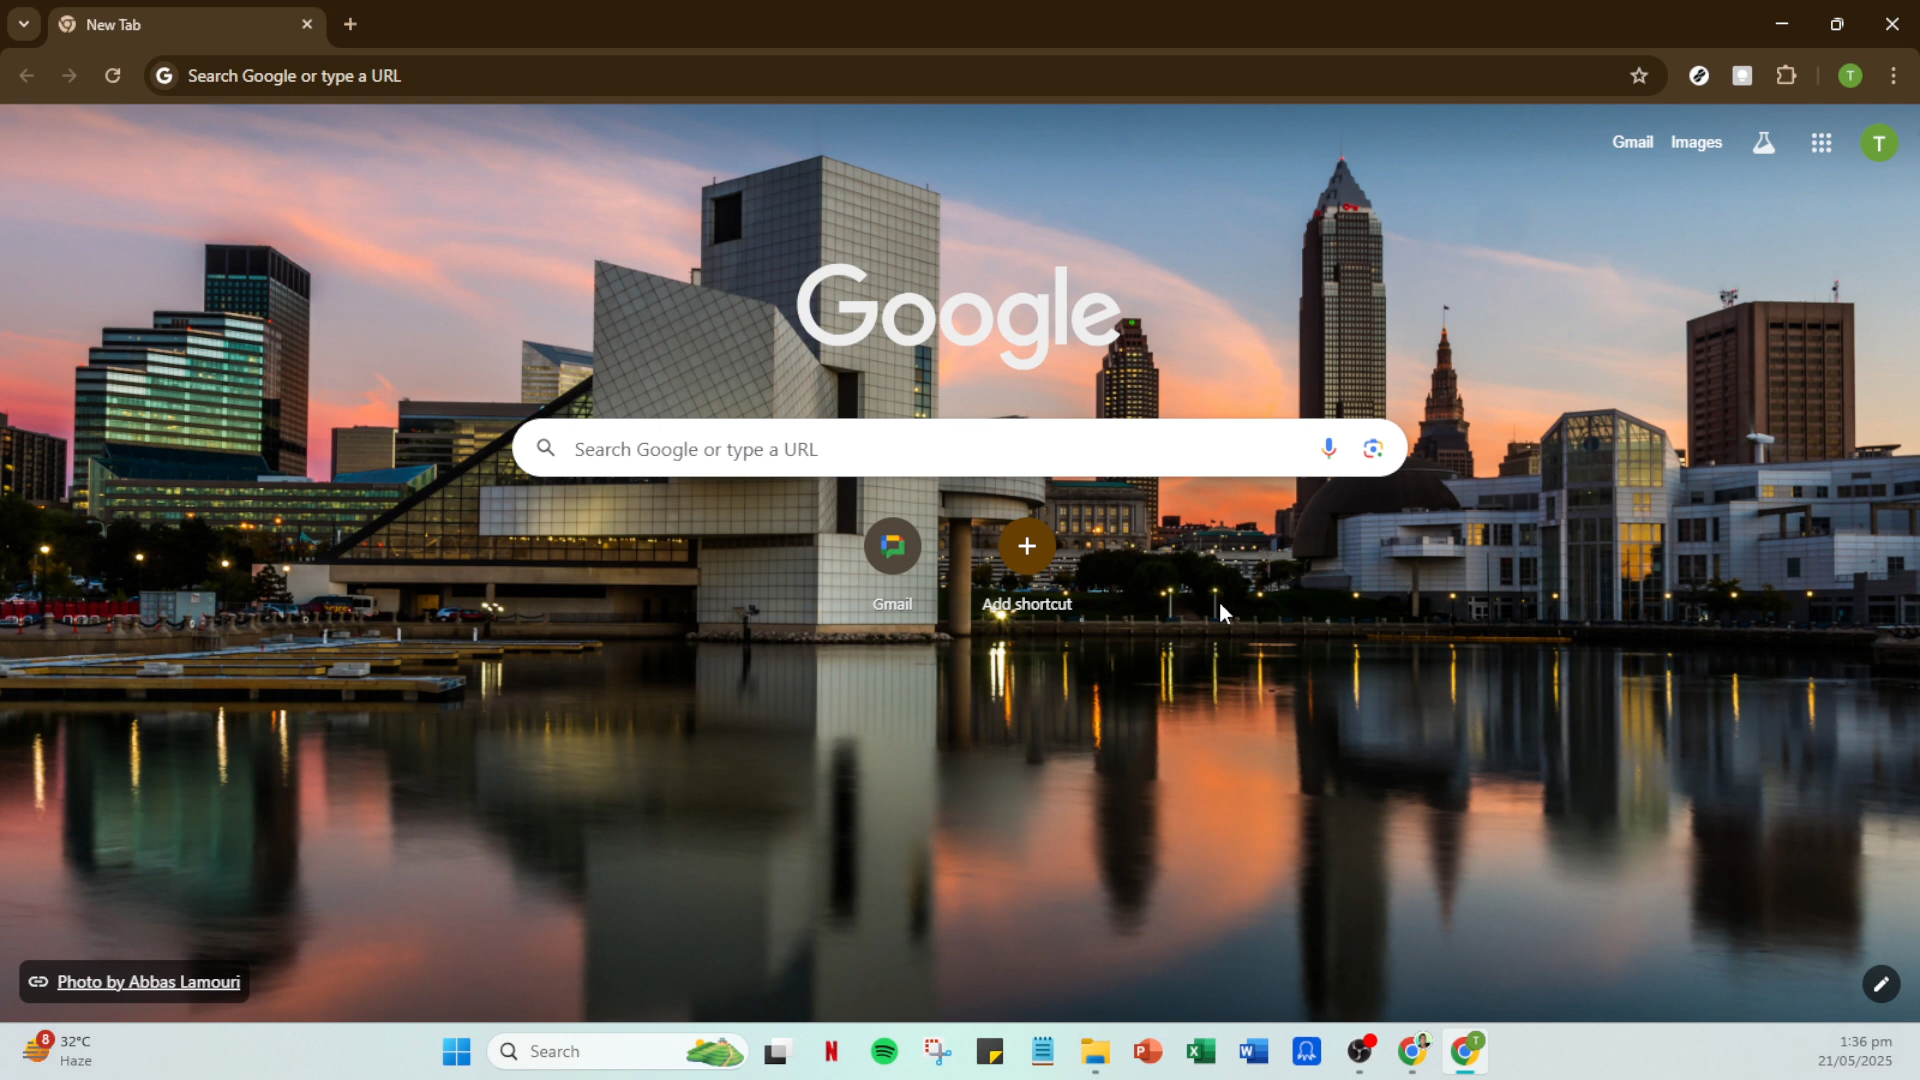 New Tab
Search Google or type a URL
T
Gmail Images
T
Google
Search Google or type a URL
Gmail
Add shortcut
Photo by Abbas Lamouri
8
32°C
Haze
Search
1:36 pm
21/05/2025